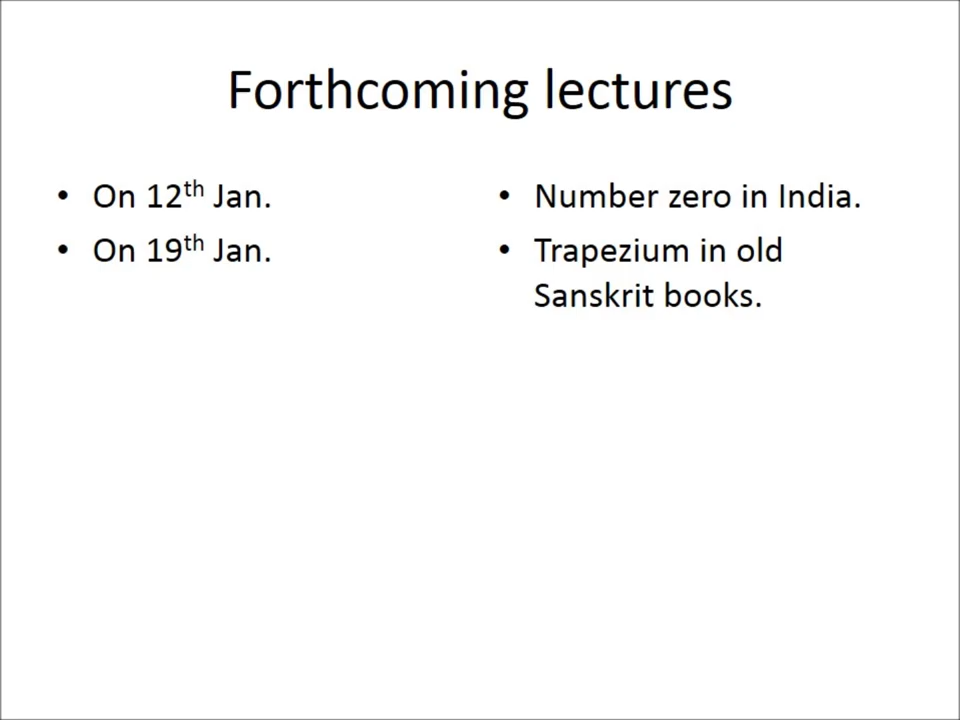 Forthcoming lectures
• On 12th Jan.
• On 19th Jan.
• Number zero in India.
• Trapezium in old
Sanskrit books.